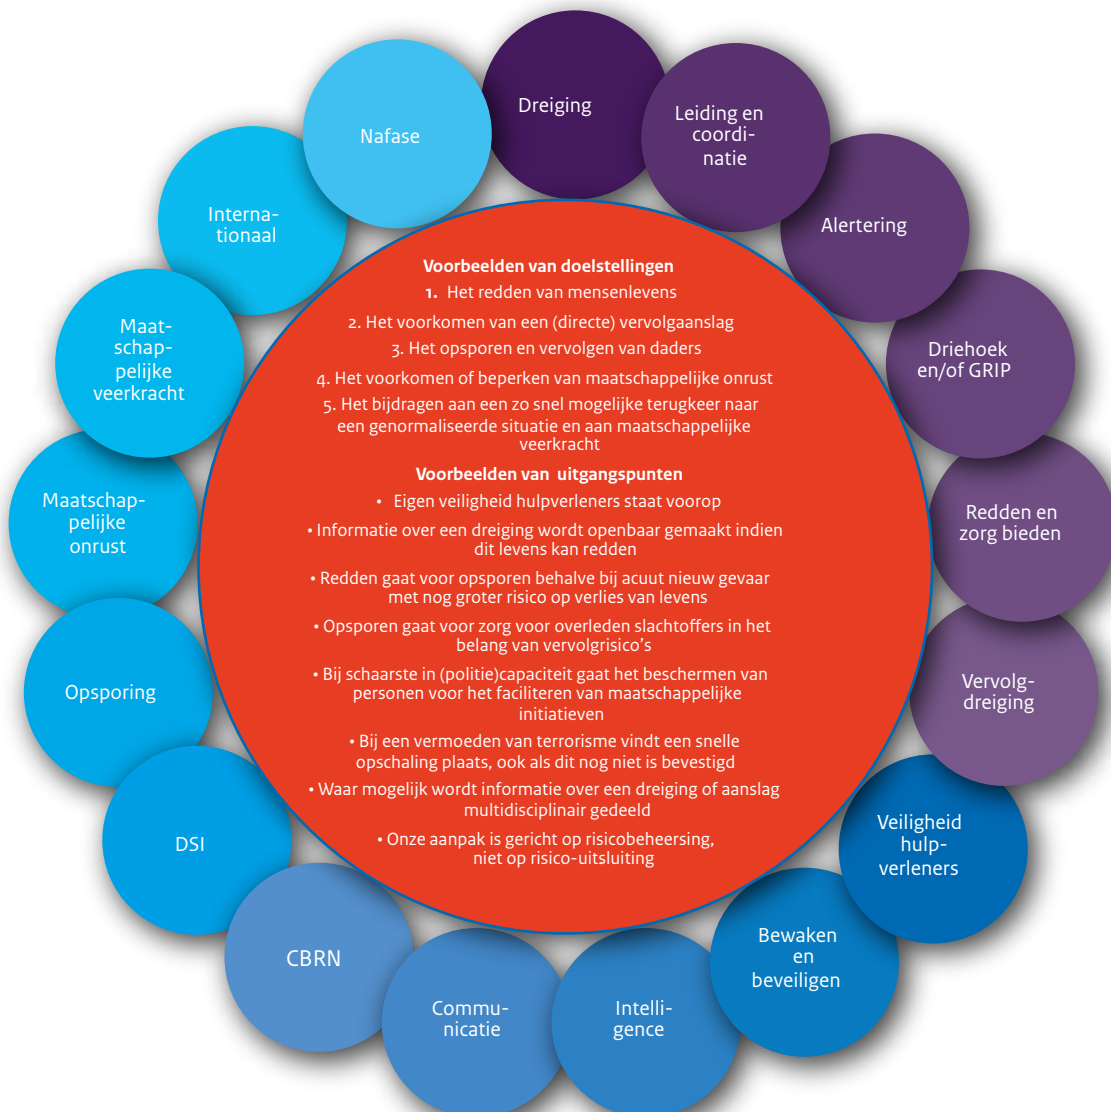 Dreiging
Leiding en
coordi-
natie
Alertering
Driehoek
en/of GRIP
Redden en
zorg bieden
Vervolg-
dreiging
Veiligheid
hulp-
verleners
Bewaken
en
beveiligen
Intelli-
gence
Commu-
nicatie
CBRN
DSI
Opsporing
Maatschap-
pelijke
onrust
Maat-
schap-
pelijke
veerkracht
Interna-
tionaal
Nafase
Voorbeelden van doelstellingen
1. Het redden van mensenlevens
2. Het voorkomen van een (directe) vervolgaanslag
3. Het opsporen en vervolgen van daders
4. Het voorkomen of beperken van maatschappelijke onrust
5. Het bijdragen aan een zo snel mogelijke terugkeer naar
een genormaliseerde situatie en aan maatschappelijke
veerkracht
Voorbeelden van uitgangspunten
• Eigen veiligheid hulpverleners staat voorop
• Informatie over een dreiging wordt openbaar gemaakt indien
dit levens kan redden
• Redden gaat voor opsporen behalve bij acuut nieuw gevaar
met nog groter risico op verlies van levens
• Opsporen gaat voor zorg voor overleden slachtoffers in het
belang van vervolgrisico's
• Bij schaarste in (politie)capaciteit gaat het beschermen van
personen voor het faciliteren van maatschappelijke
initiatieven
• Bij een vermoeden van terrorisme vindt een snelle
opschaling plaats, ook als dit nog niet is bevestigd
• Waar mogelijk wordt informatie over een dreiging of aanslag
multidisciplinair gedeeld
• Onze aanpak is gericht op risicobeheersing,
niet op risico-uitsluiting